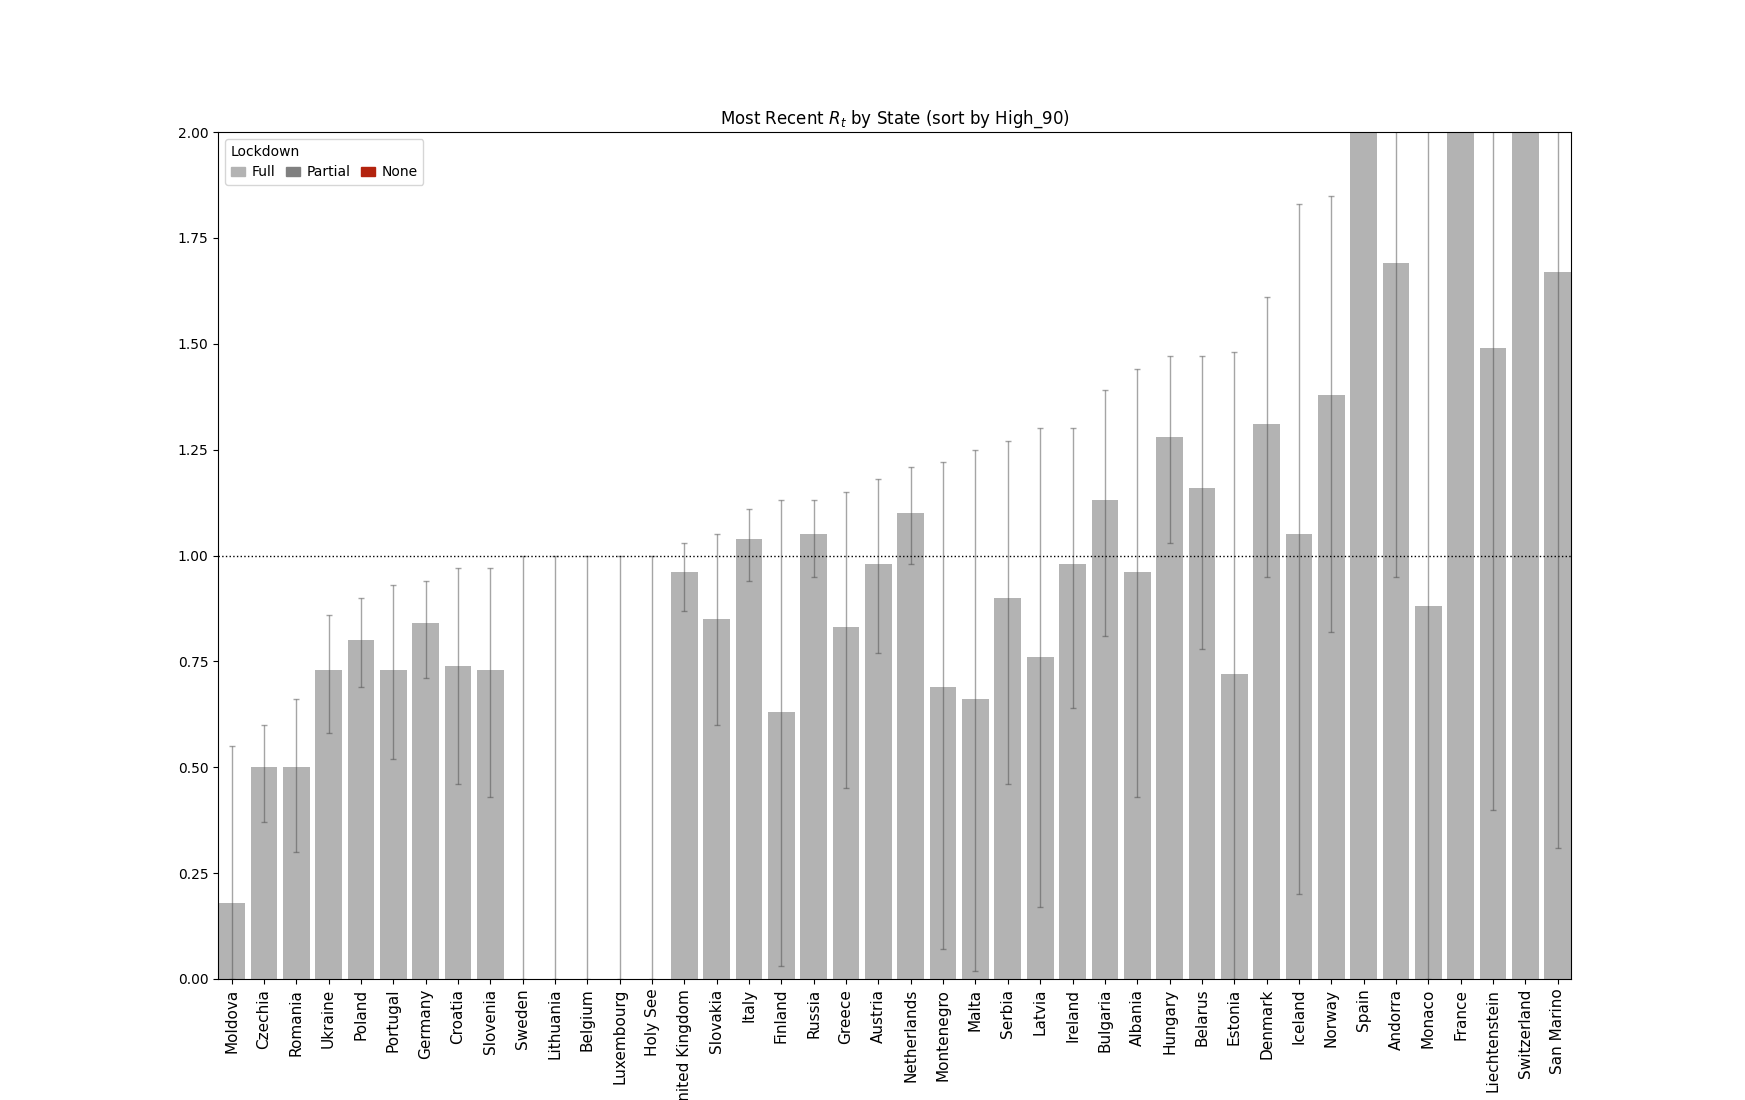 Most Recent R_t by State (sort by High_90)
2.00
Lockdown
Full Partial None
1.75
1.50
1.25
1.00
0.75
0.50
0.25
0.00
Moldova
Czechia
Romania
Ukraine
Poland
Portugal
Germany
Croatia
Slovenia
Sweden
Lithuania
Belgium
Luxembourg
Holy See
nited Kingdom
Slovakia
Italy
Finland
Russia
Greece
Austria
Netherlands
Montenegro
Malta
Serbia
Latvia
Ireland
Bulgaria
Albania
Hungary
Belarus
Estonia
Denmark
Iceland
Norway
Spain
Andorra
Monaco
France
Liechtenstein
Switzerland
San Marino